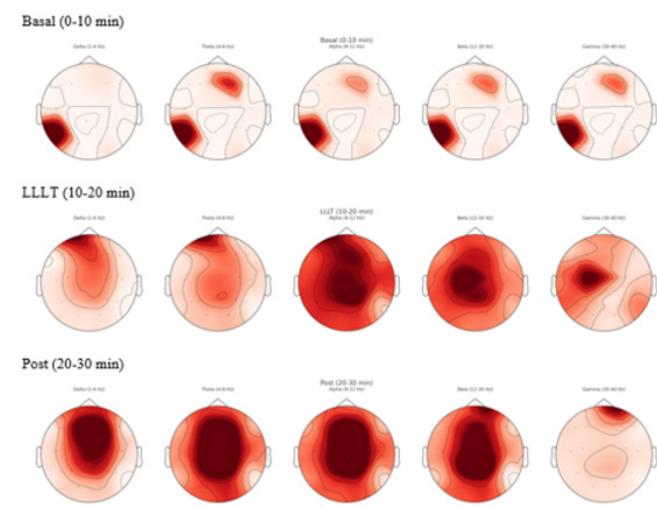 Basal (0-10 min)
Basal (0-10 min)
Delta (1-4 Hz) Theta (4-8 Hz) Alpha (8-12 Hz) Beta (12-30 Hz) Gamma (30-40 Hz)
LLLT (10-20 min)
LLLT (10-20 min)
Delta (1-4 Hz) Theta (4-8 Hz) Alpha (8-12 Hz) Beta (12-30 Hz) Gamma (30-40 Hz)
Post (20-30 min)
Post (20-30 min)
Delta (1-4 Hz) Theta (4-8 Hz) Alpha (8-12 Hz) Beta (12-30 Hz) Gamma (30-40 Hz)